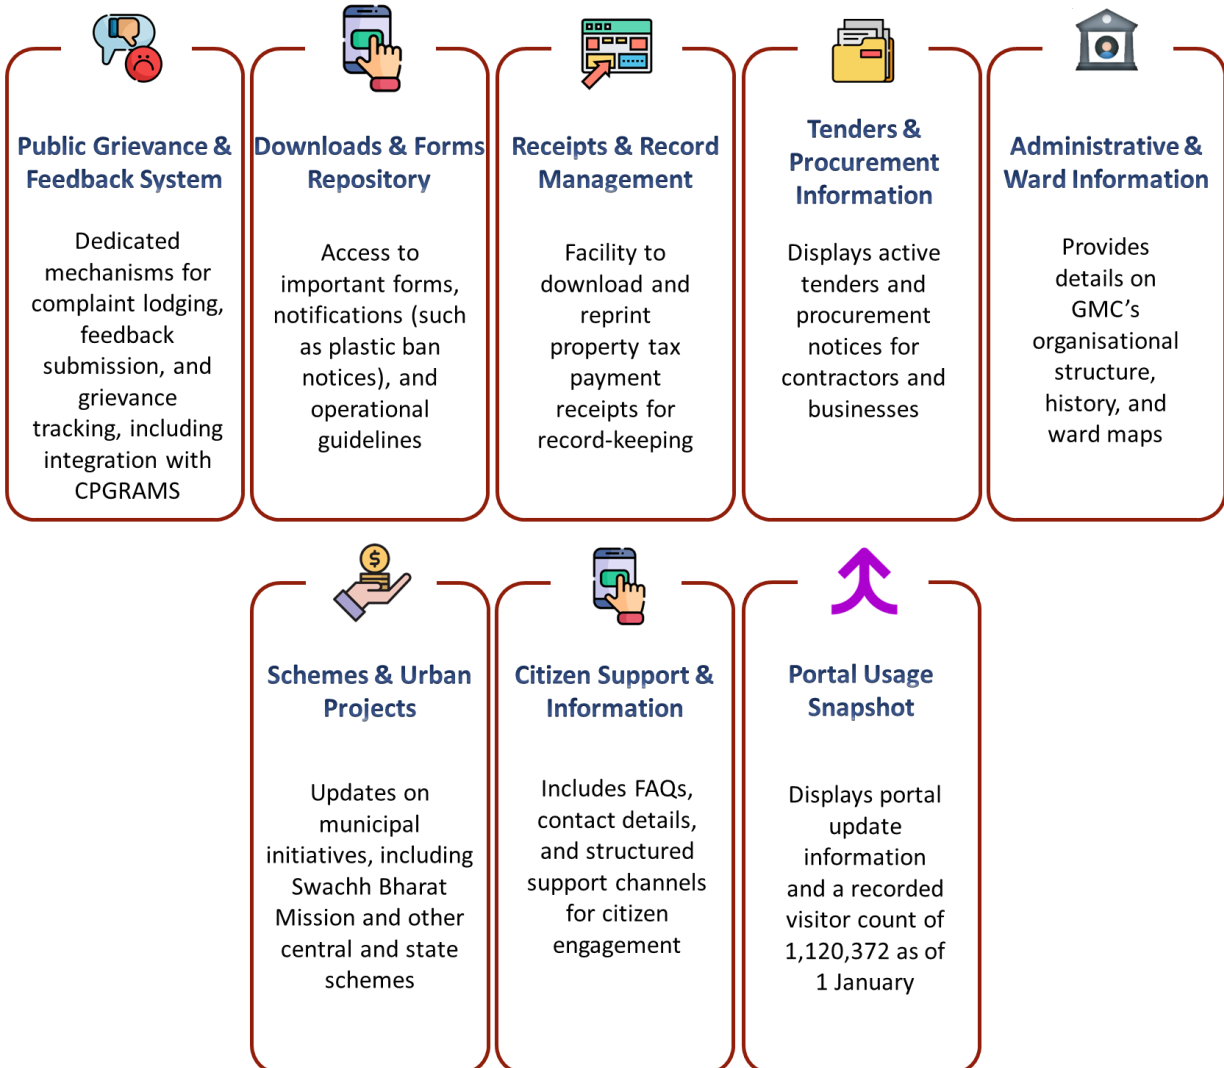 Public Grievance &
Feedback System
Dedicated
mechanisms for
complaint lodging,
feedback
submission, and
grievance
tracking, including
integration with
CPGRAMS
Downloads & Forms
Repository
Access to
important forms,
notifications (such
as plastic ban
notices), and
operational
guidelines
Receipts & Record
Management
Facility to
download and
reprint
property tax
payment
receipts for
record-keeping
Tenders &
Procurement
Information
Displays active
tenders and
procurement
notices for
contractors and
businesses
Administrative &
Ward Information
Provides
details on
GMC’s
organisational
structure,
history, and
ward maps
$
Schemes & Urban
Projects
Updates on
municipal
initiatives, including
Swachh Bharat
Mission and other
central and state
schemes
Citizen Support &
Information
Includes FAQs,
contact details,
and structured
support channels
for citizen
engagement
Portal Usage
Snapshot
Displays portal
update
information
and a recorded
visitor count of
1,120,372 as of
1 January